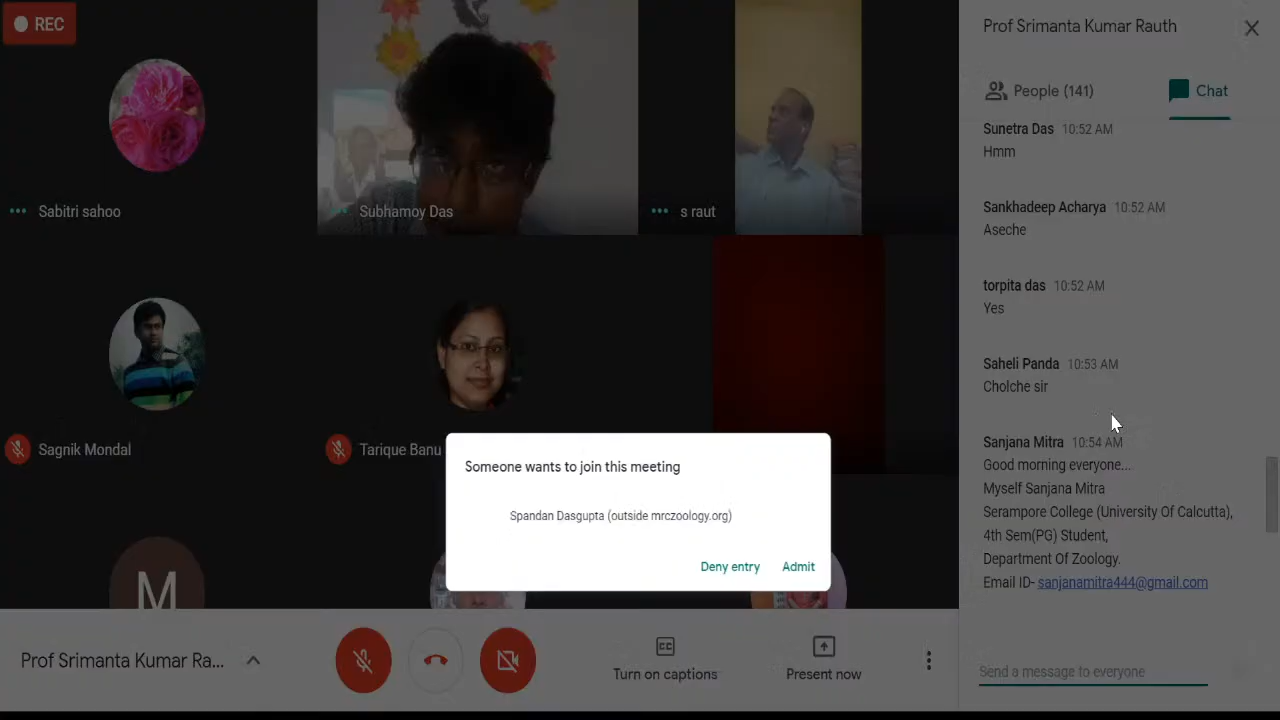 REC
Sabitri sahoo
Subhamoy Das
s raut
Sagnik Mondal
Tarique Banu
M
Someone wants to join this meeting
Spandan Dasgupta (outside mrczoology.org)
Deny entry
Admit
Prof Srimanta Kumar Ra...
CC
Turn on captions
Present now
Prof Srimanta Kumar Rauth
People (141)
Chat
Sunetra Das 10:52 AM
Hmm
Sankhadeep Acharya 10:52 AM
Aseche
torpita das 10:52 AM
Yes
Saheli Panda 10:53 AM
Cholche sir
Sanjana Mitra 10:54 AM
Good morning everyone...
Myself Sanjana Mitra
Serampore College (University Of Calcutta),
4th Sem(PG) Student,
Department Of Zoology.
Email ID- sanjanamitra444@gmail.com
Send a message to everyone